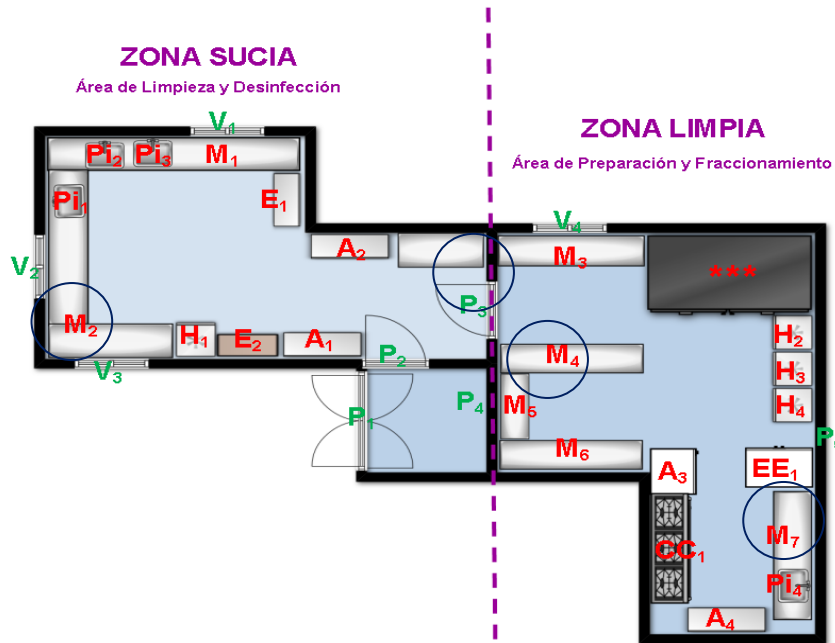 ZONA SUCIA
Área de Limpieza y Desinfección
ZONA LIMPIA
Área de Preparación y Fraccionamiento
V1
Pi2
Pi3
M1
Pi1
E1
V2
A2
V4
M3
***
P3
M2
H1
E2
A1
P2
V3
M4
H2
H3
H4
P1
P4
M5
M6
A3
EE1
CC1
M7
Pi4
A4